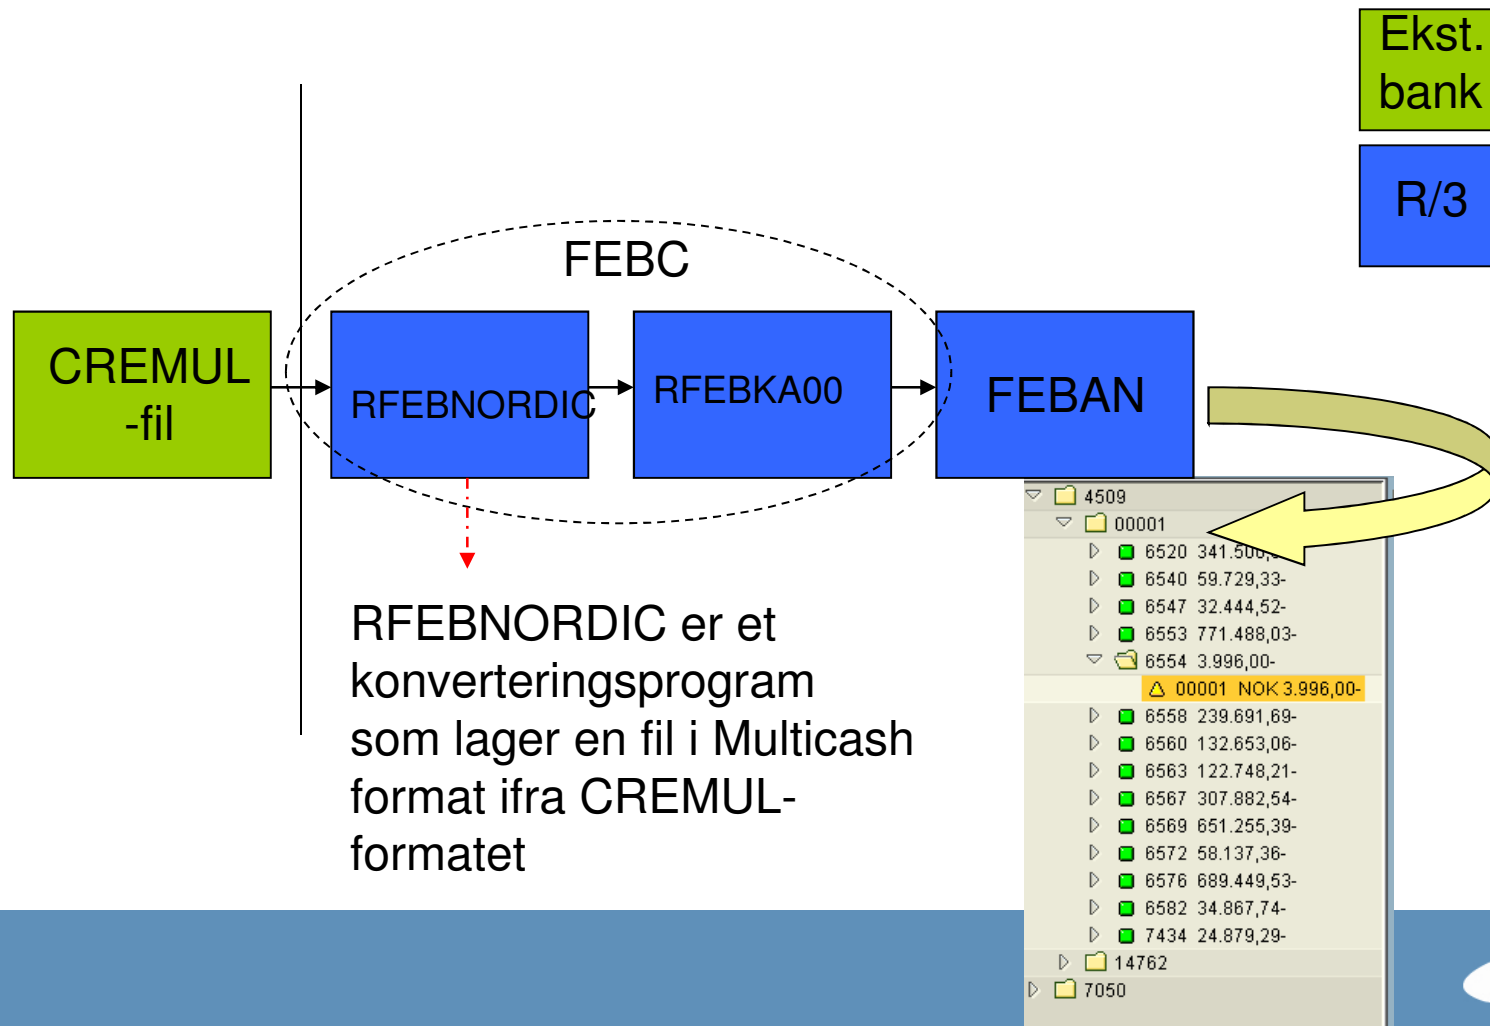 Ekst.
bank
R/3
FEBC
CREMUL
-fil
RFEBNORDIC
RFEBKA00
FEBAN
RFEBNORDIC er et
konverteringsprogram
som lager en fil i Multicash
format ifra CREMUL-
formatet
4509
00001
6520
6540 59.729,33-
6547 32.444,52-
6553 771.488,03-
6554 3.996,00-
00001 NOK 3.996,00-
6558 239.691,69-
6560 132.653,06-
6563 122.748,21-
6567 307.882,54-
6569 651.255,39-
6572 58.137,36-
6576 689.449,53-
6582 34.867,74-
7434 24.879,29-
14762
7050